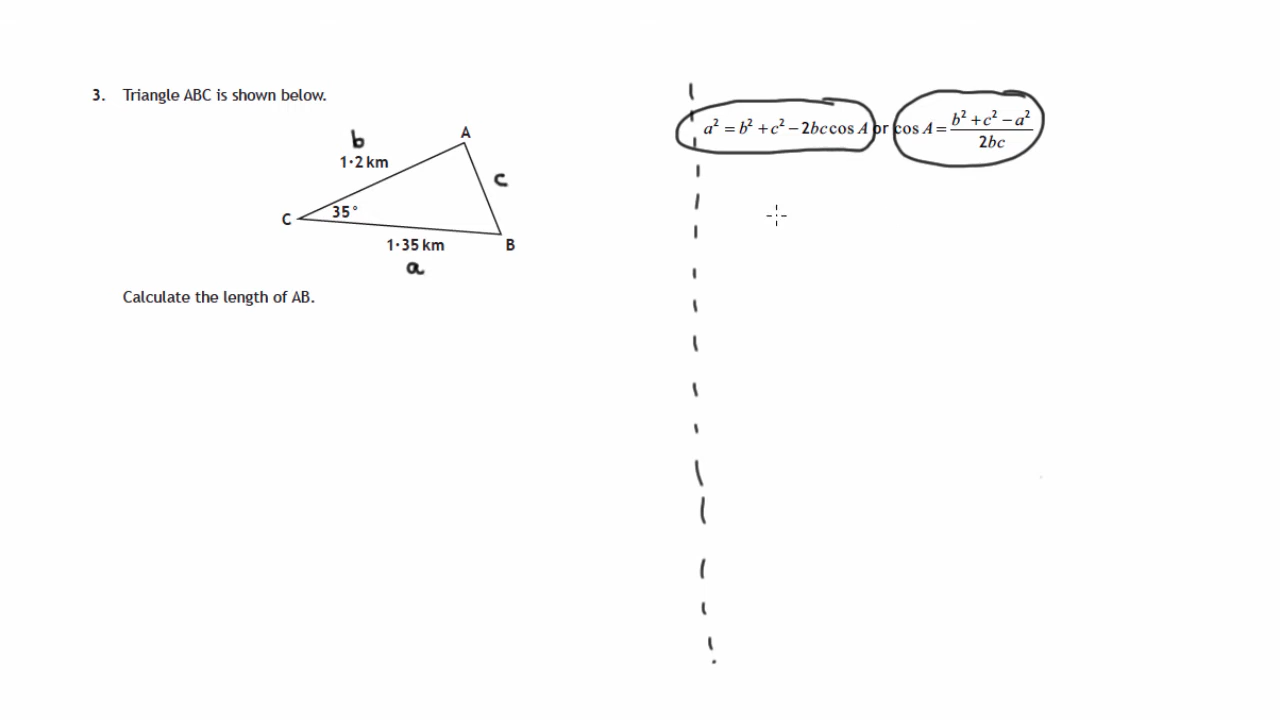 3. Triangle ABC is shown below.
b
A
1·2 km
c
C
35°
1·35 km
B
a
Calculate the length of AB.
a² = b² + c² − 2bc cos A or cos A = (b² + c² − a²)/2bc